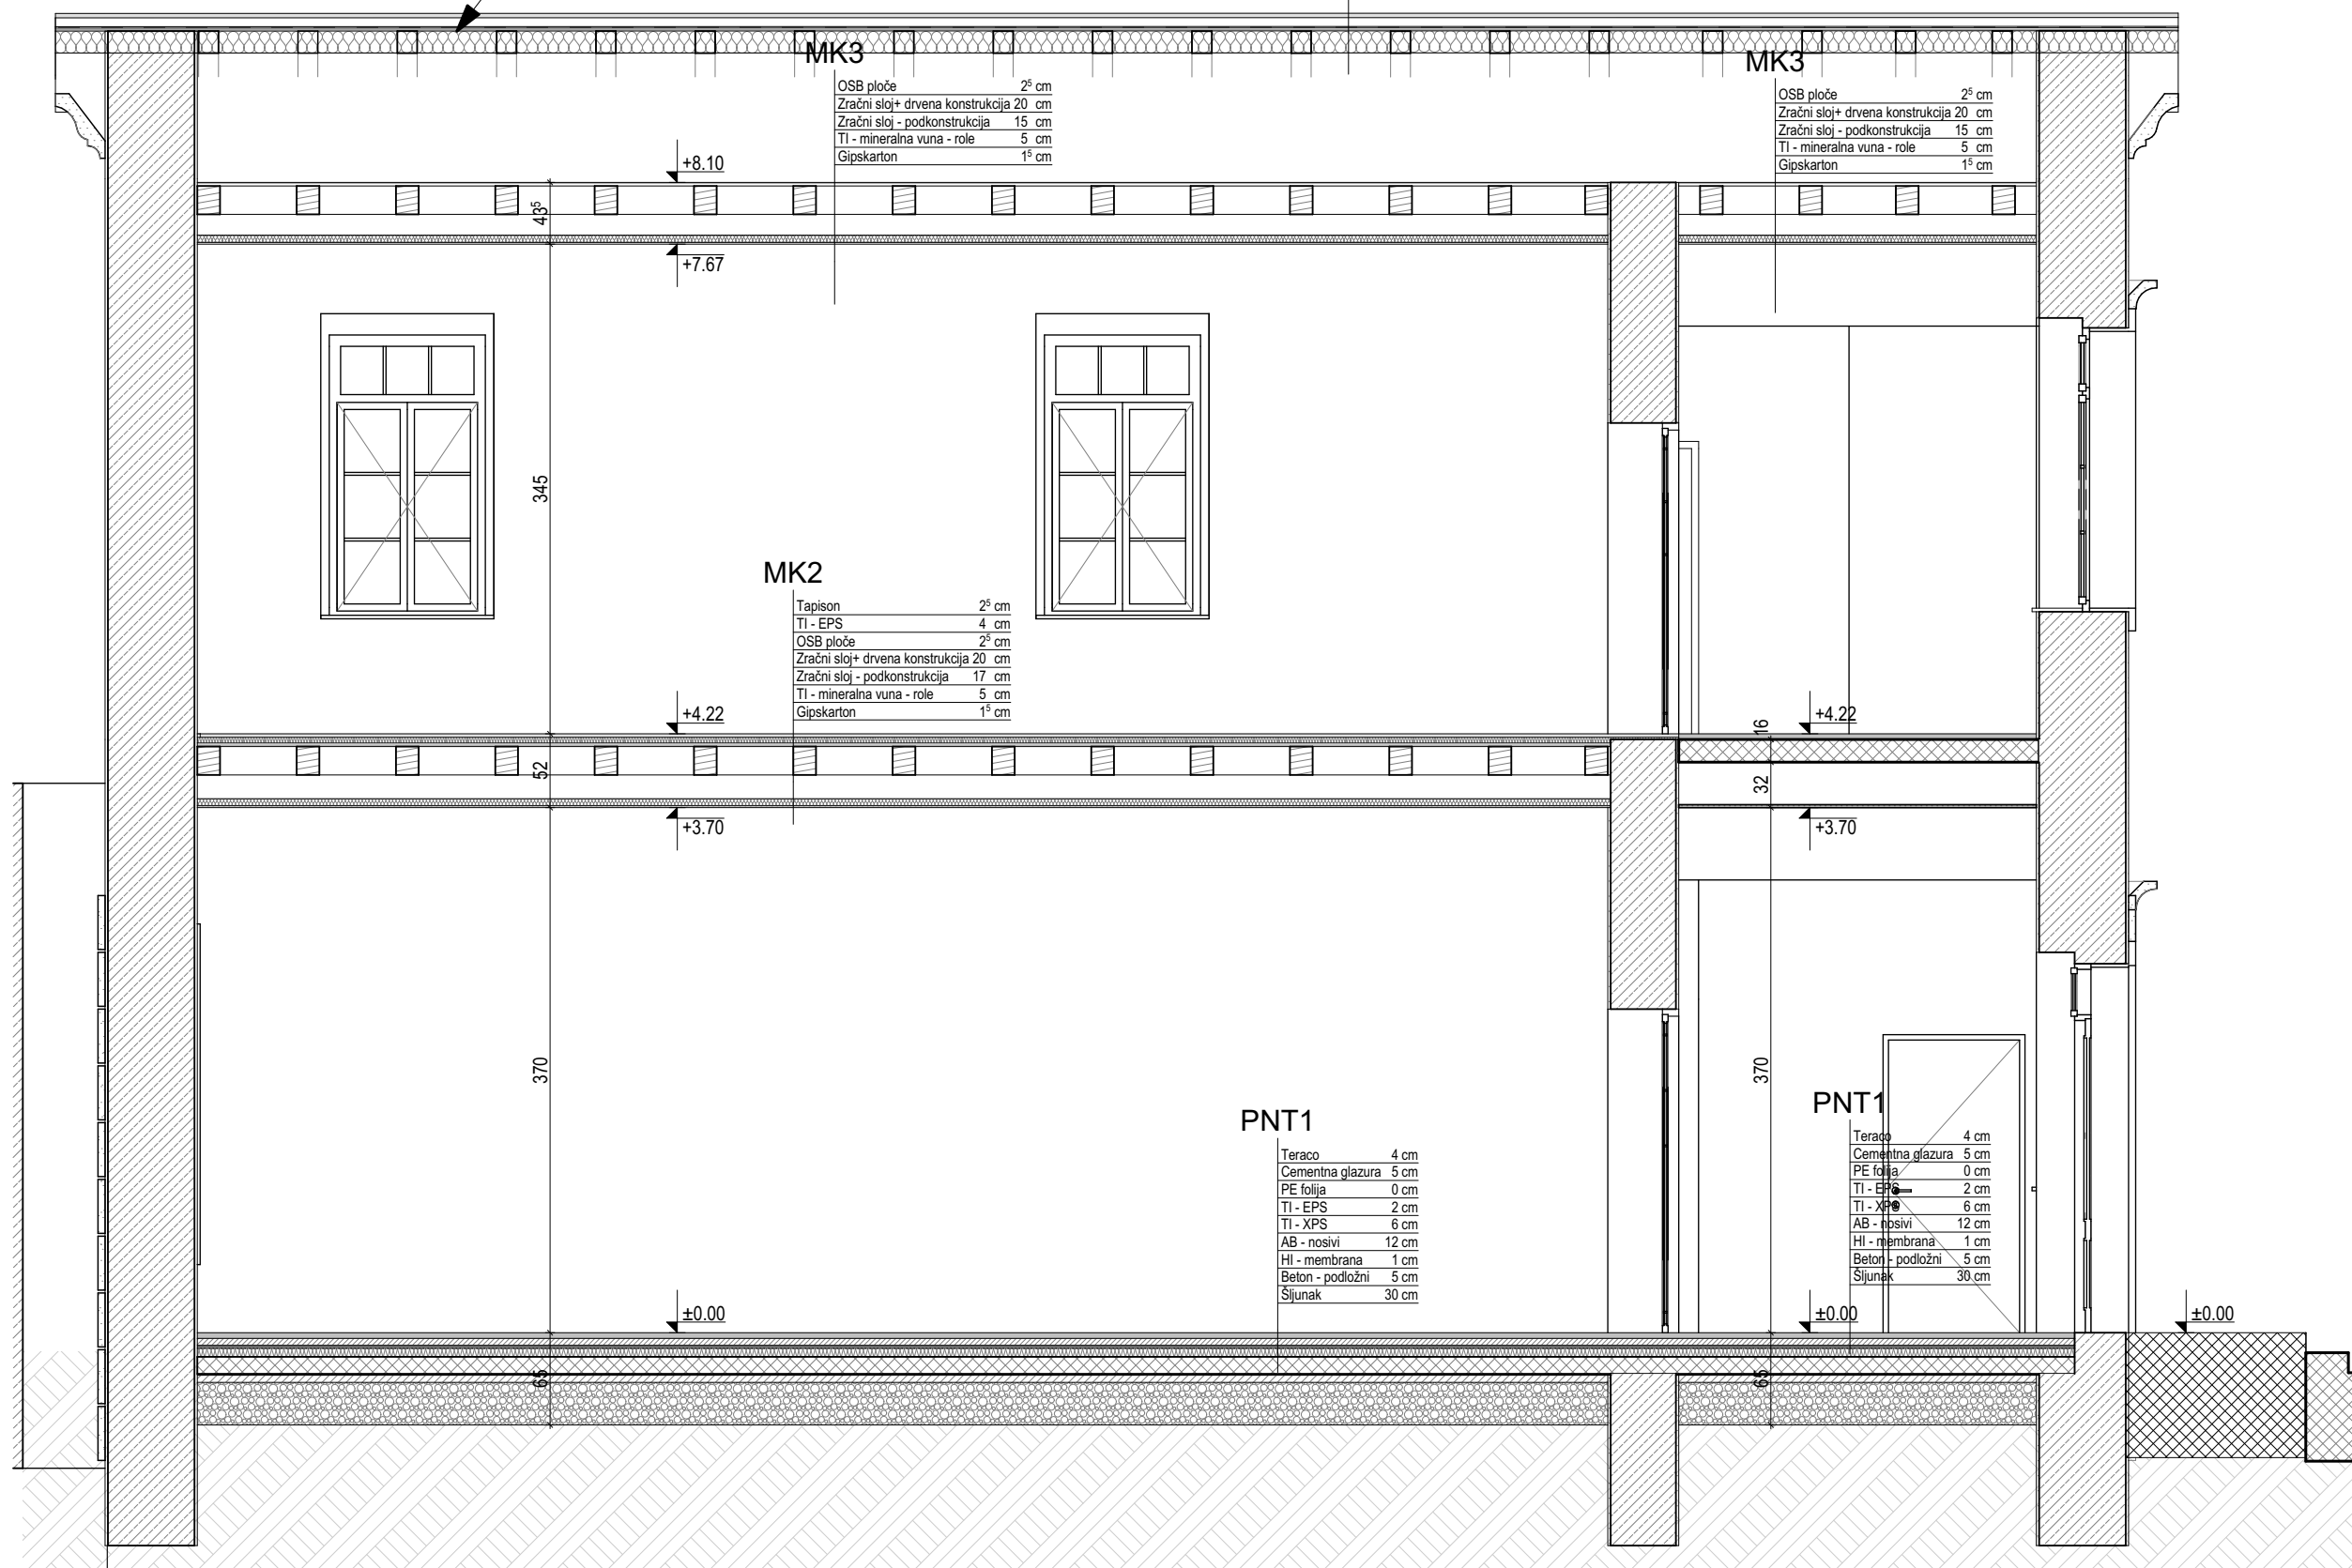 MK3
OSB ploče 2⁵ cm
Zračni sloj+ drvena konstrukcija 20 cm
Zračni sloj - podkonstrukcija 15 cm
TI - mineralna vuna - role 5 cm
Gipskarton 1⁵ cm
MK3
OSB ploče 2⁵ cm
Zračni sloj+ drvena konstrukcija 20 cm
Zračni sloj - podkonstrukcija 15 cm
TI - mineralna vuna - role 5 cm
Gipskarton 1⁵ cm
+8.10
43⁵
+7.67
345
MK2
Tapison 2⁵ cm
TI - EPS 4 cm
OSB ploče 2⁵ cm
Zračni sloj+ drvena konstrukcija 20 cm
Zračni sloj - podkonstrukcija 17 cm
TI - mineralna vuna - role 5 cm
Gipskarton 1⁵ cm
+4.22
16
+4.22
52
32
+3.70
+3.70
370
370
PNT1
Teraco 4 cm
Cementna glazura 5 cm
PE folija 0 cm
TI - EPS 2 cm
TI - XPS 6 cm
AB - nosivi 12 cm
HI - membrana 1 cm
Beton - podložni 5 cm
Šljunak 30 cm
PNT1
Teraco 4 cm
Cementna glazura 5 cm
PE folija 0 cm
TI - EPS 2 cm
TI - XPS 6 cm
AB - nosivi 12 cm
HI - membrana 1 cm
Beton - podložni 5 cm
Šljunak 30 cm
±0.00
±0.00
±0.00
65
65